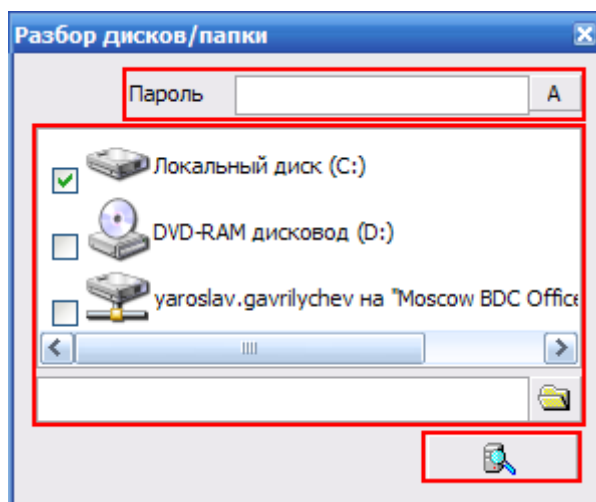 Разбор дисков/папки
Пароль
А
Локальный диск (C:)
DVD-RAM дисковод (D:)
yaroslav.gavrilychev на "Moscow BDC Office